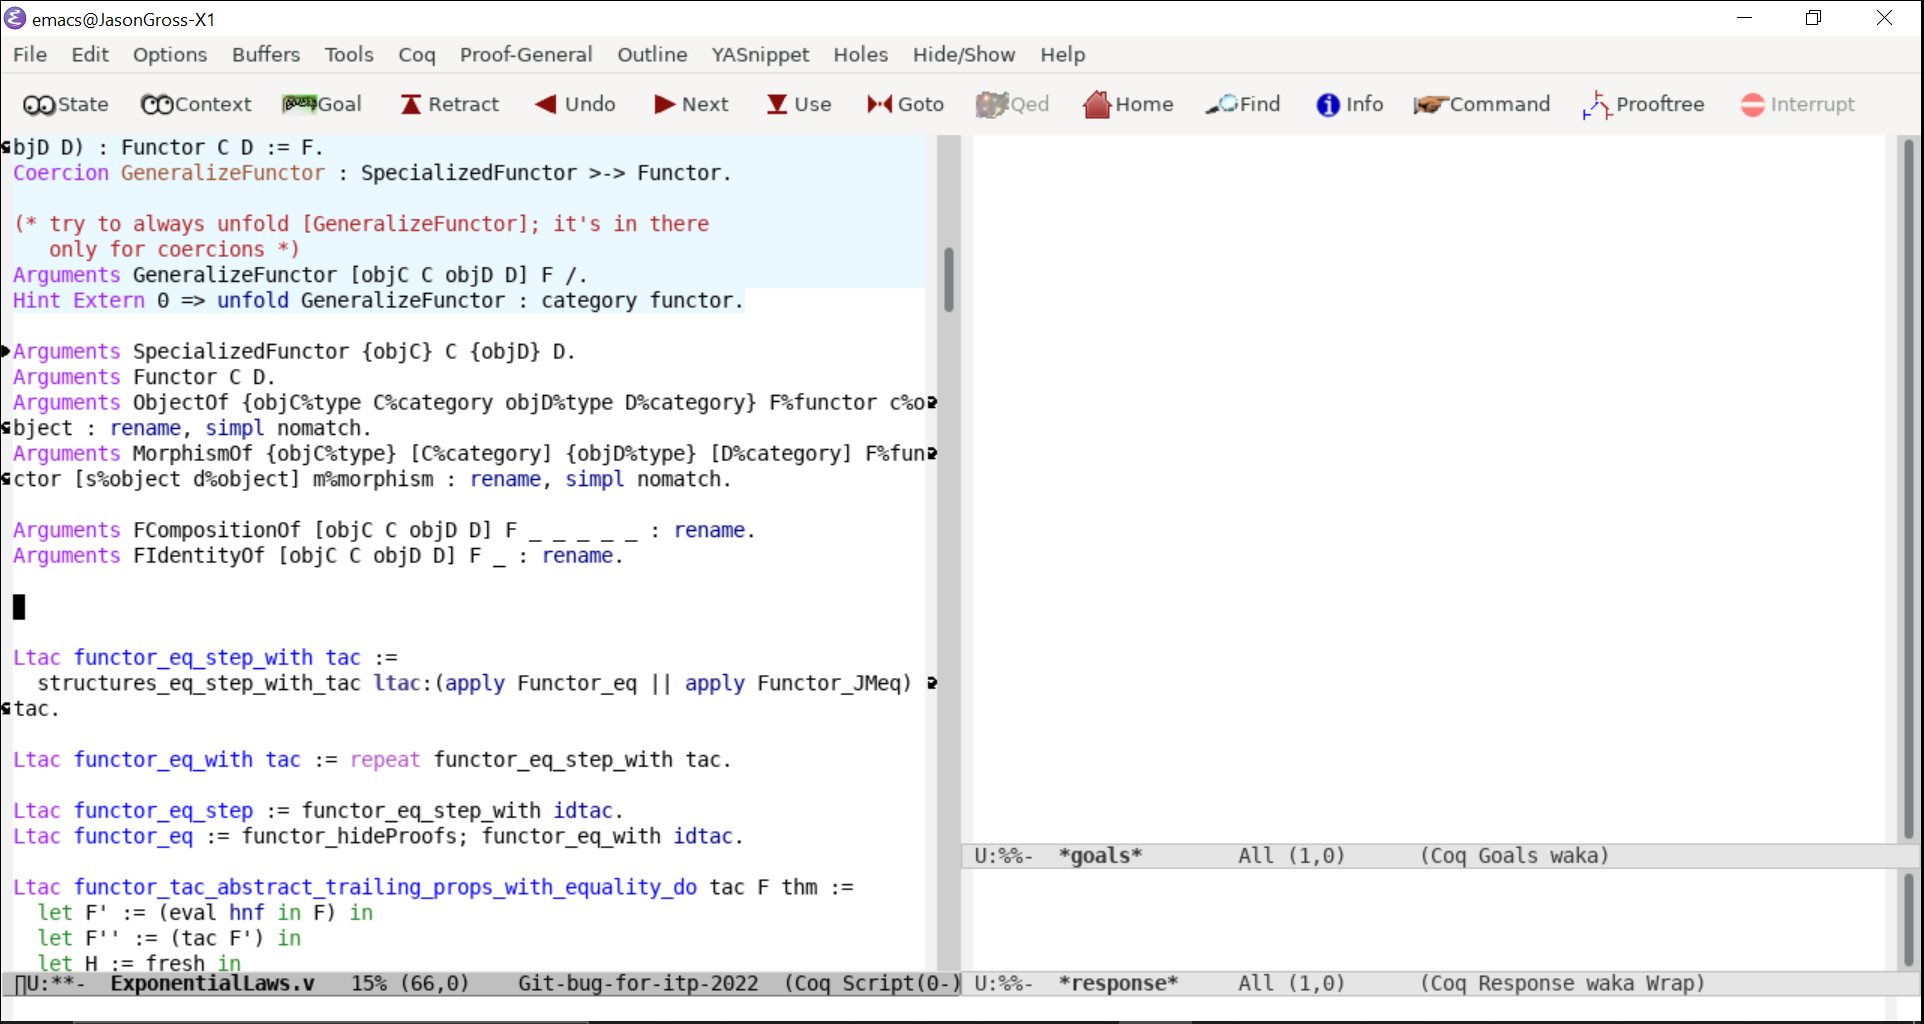 emacs@JasonGross-X1
File Edit Options Buffers Tools Coq Proof-General Outline YASnippet Holes Hide/Show Help
State Context Goal Retract Undo Next Use Goto Qed Home Find Info Command Prooftree Interrupt
bjD D) : Functor C D := F.
Coercion GeneralizeFunctor : SpecializedFunctor >-> Functor.
(* try to always unfold [GeneralizeFunctor]; it's in there
only for coercions *)
Arguments GeneralizeFunctor [objC C objD D] F /.
Hint Extern 0 => unfold GeneralizeFunctor : category functor.
Arguments SpecializedFunctor {objC} C {objD} D.
Arguments Functor C D.
Arguments ObjectOf {objC%type C%category objD%type D%category} F%functor c%o
bject : rename, simpl nomatch.
Arguments MorphismOf {objC%type} [C%category] {objD%type} [D%category] F%fun
ctor [s%object d%object] m%morphism : rename, simpl nomatch.
Arguments FCompositionOf [objC C objD D] F _ _ _ _ _ : rename.
Arguments FIdentityOf [objC C objD D] F _ : rename.
Ltac functor_eq_step_with tac :=
structures_eq_step_with_tac ltac:(apply Functor_eq || apply Functor_JMeq)
tac.
Ltac functor_eq_with tac := repeat functor_eq_step_with tac.
Ltac functor_eq_step := functor_eq_step_with idtac.
Ltac functor_eq := functor_hideProofs; functor_eq_with idtac.
Ltac functor_tac_abstract_trailing_props_with_equality_do tac F thm :=
let F' := (eval hnf in F) in
let F'' := (tac F') in
let H := fresh in
U:**- ExponentialLaws.v 15% (66,0) Git-bug-for-itp-2022 (Coq Script(0-)
U:%%- *goals* All (1,0) (Coq Goals waka)
U:%%- *response* All (1,0) (Coq Response waka Wrap)